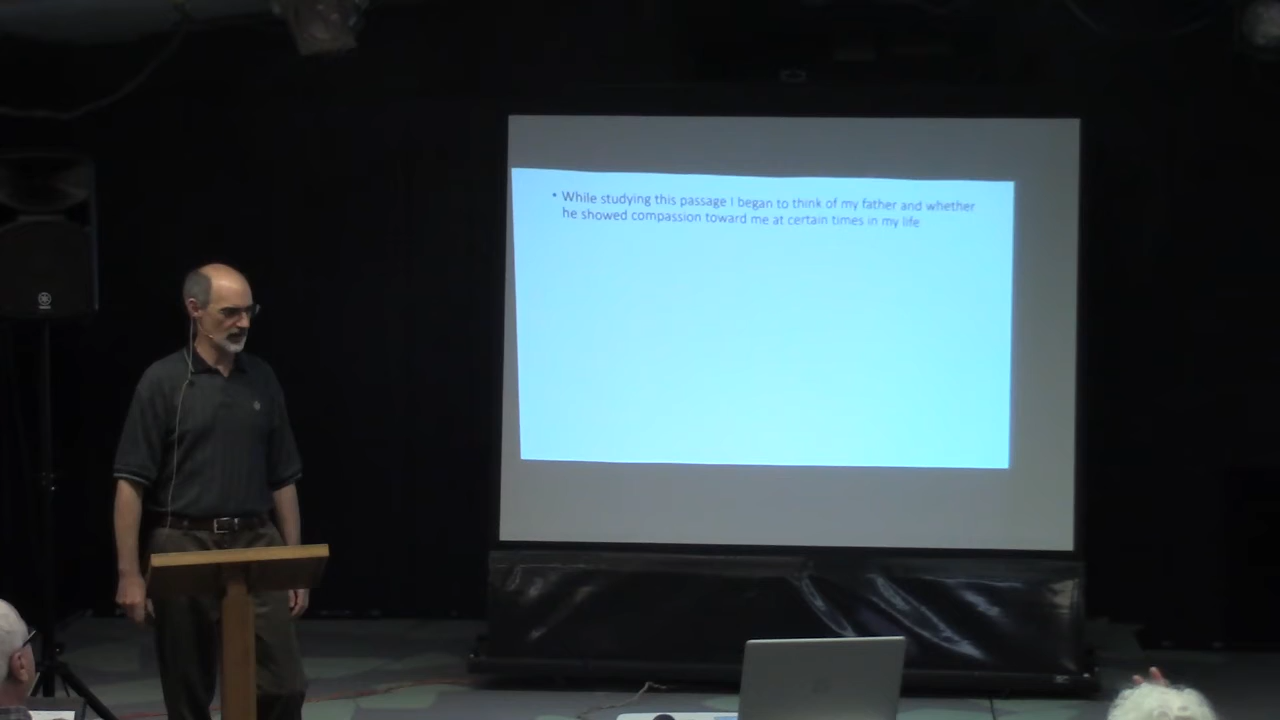 • While studying this passage I began to think of my father and whether
he showed compassion toward me at certain times in my life